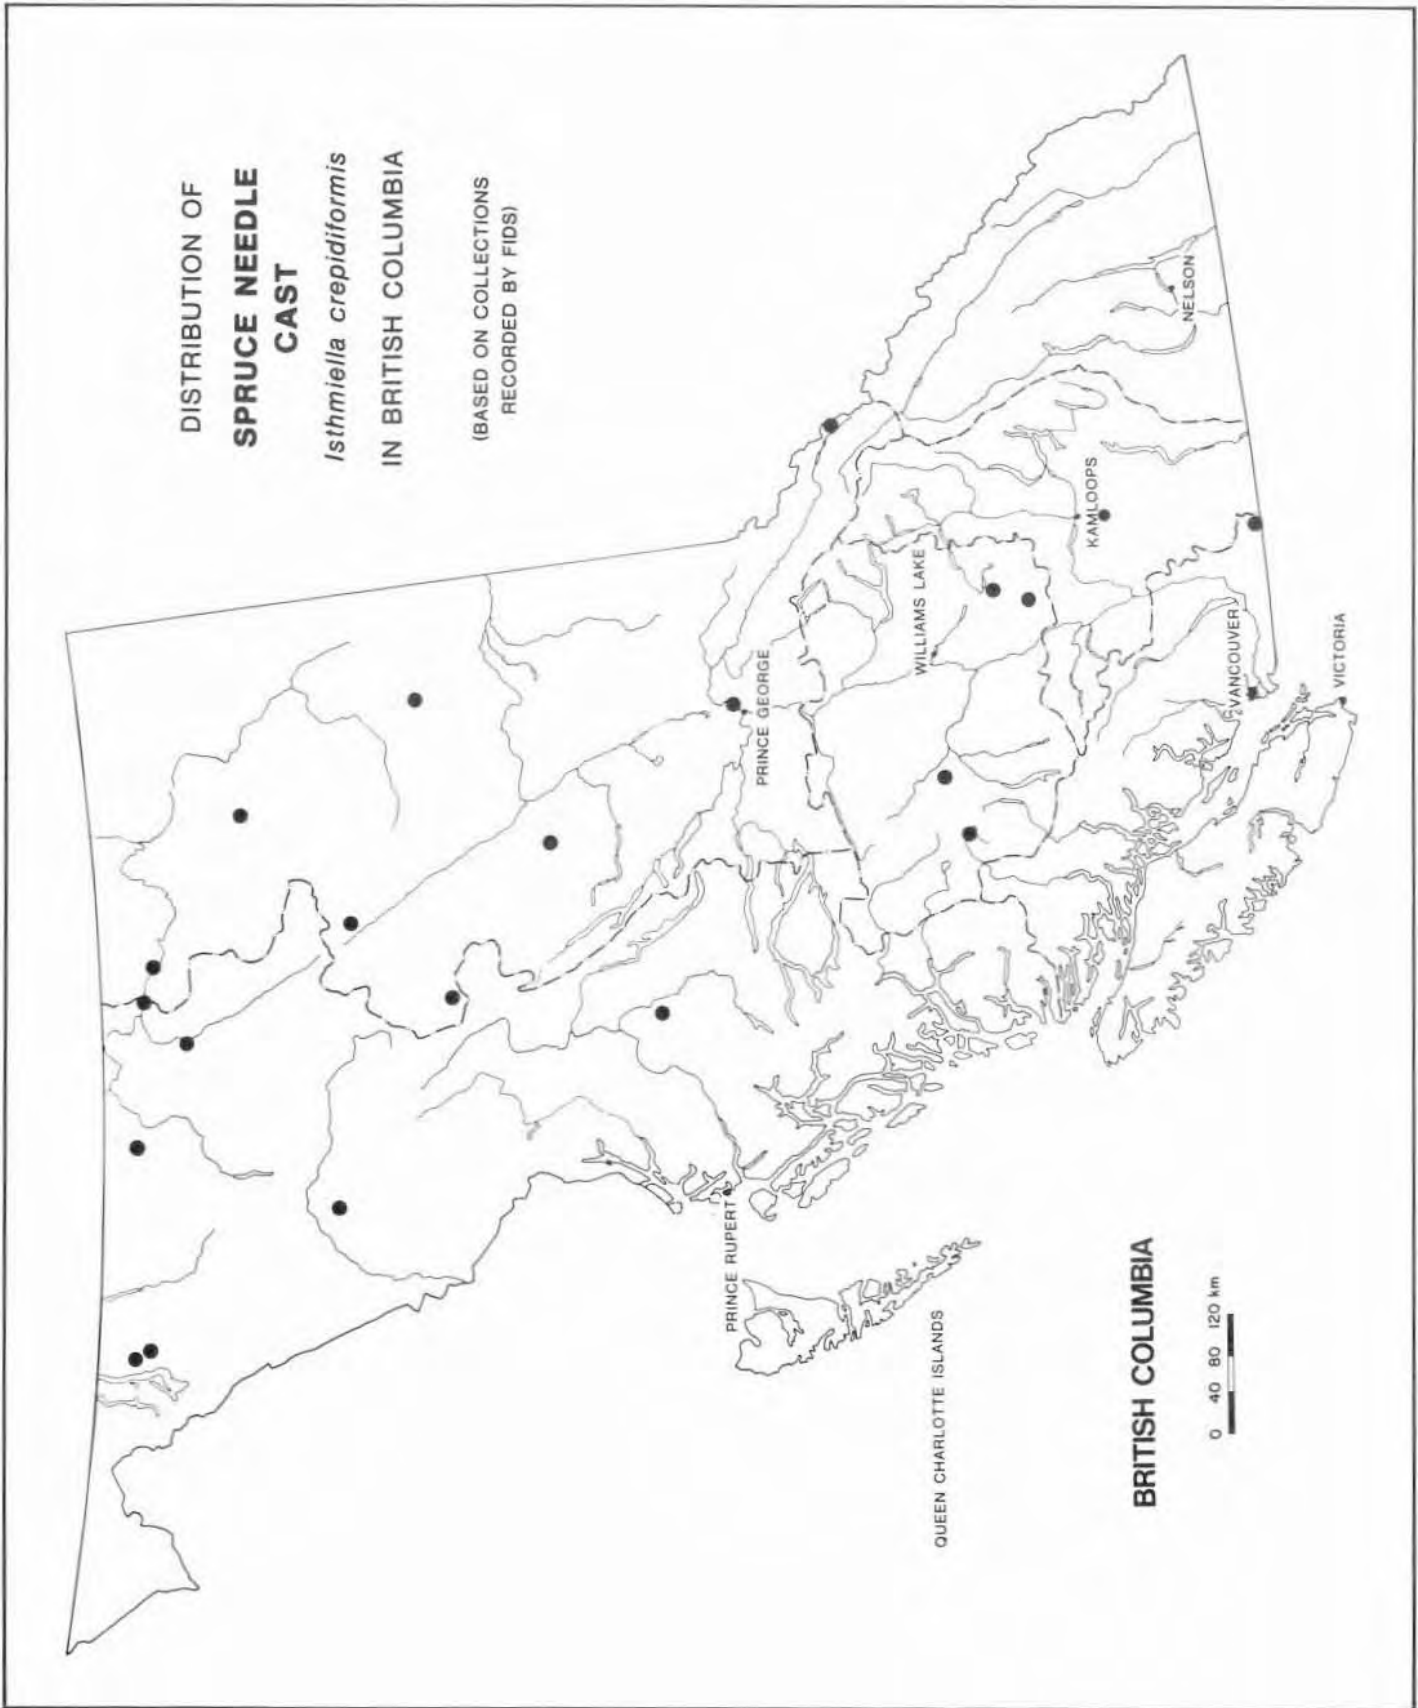 DISTRIBUTION OF
SPRUCE NEEDLE
CAST
Isthmiella crepidiformis
IN BRITISH COLUMBIA
(BASED ON COLLECTIONS
RECORDED BY FIDS)
PRINCE RUPERT
PRINCE GEORGE
QUEEN CHARLOTTE ISLANDS
WILLIAMS LAKE
KAMLOOPS
NELSON
VANCOUVER
VICTORIA
BRITISH COLUMBIA
0 40 80 120 km